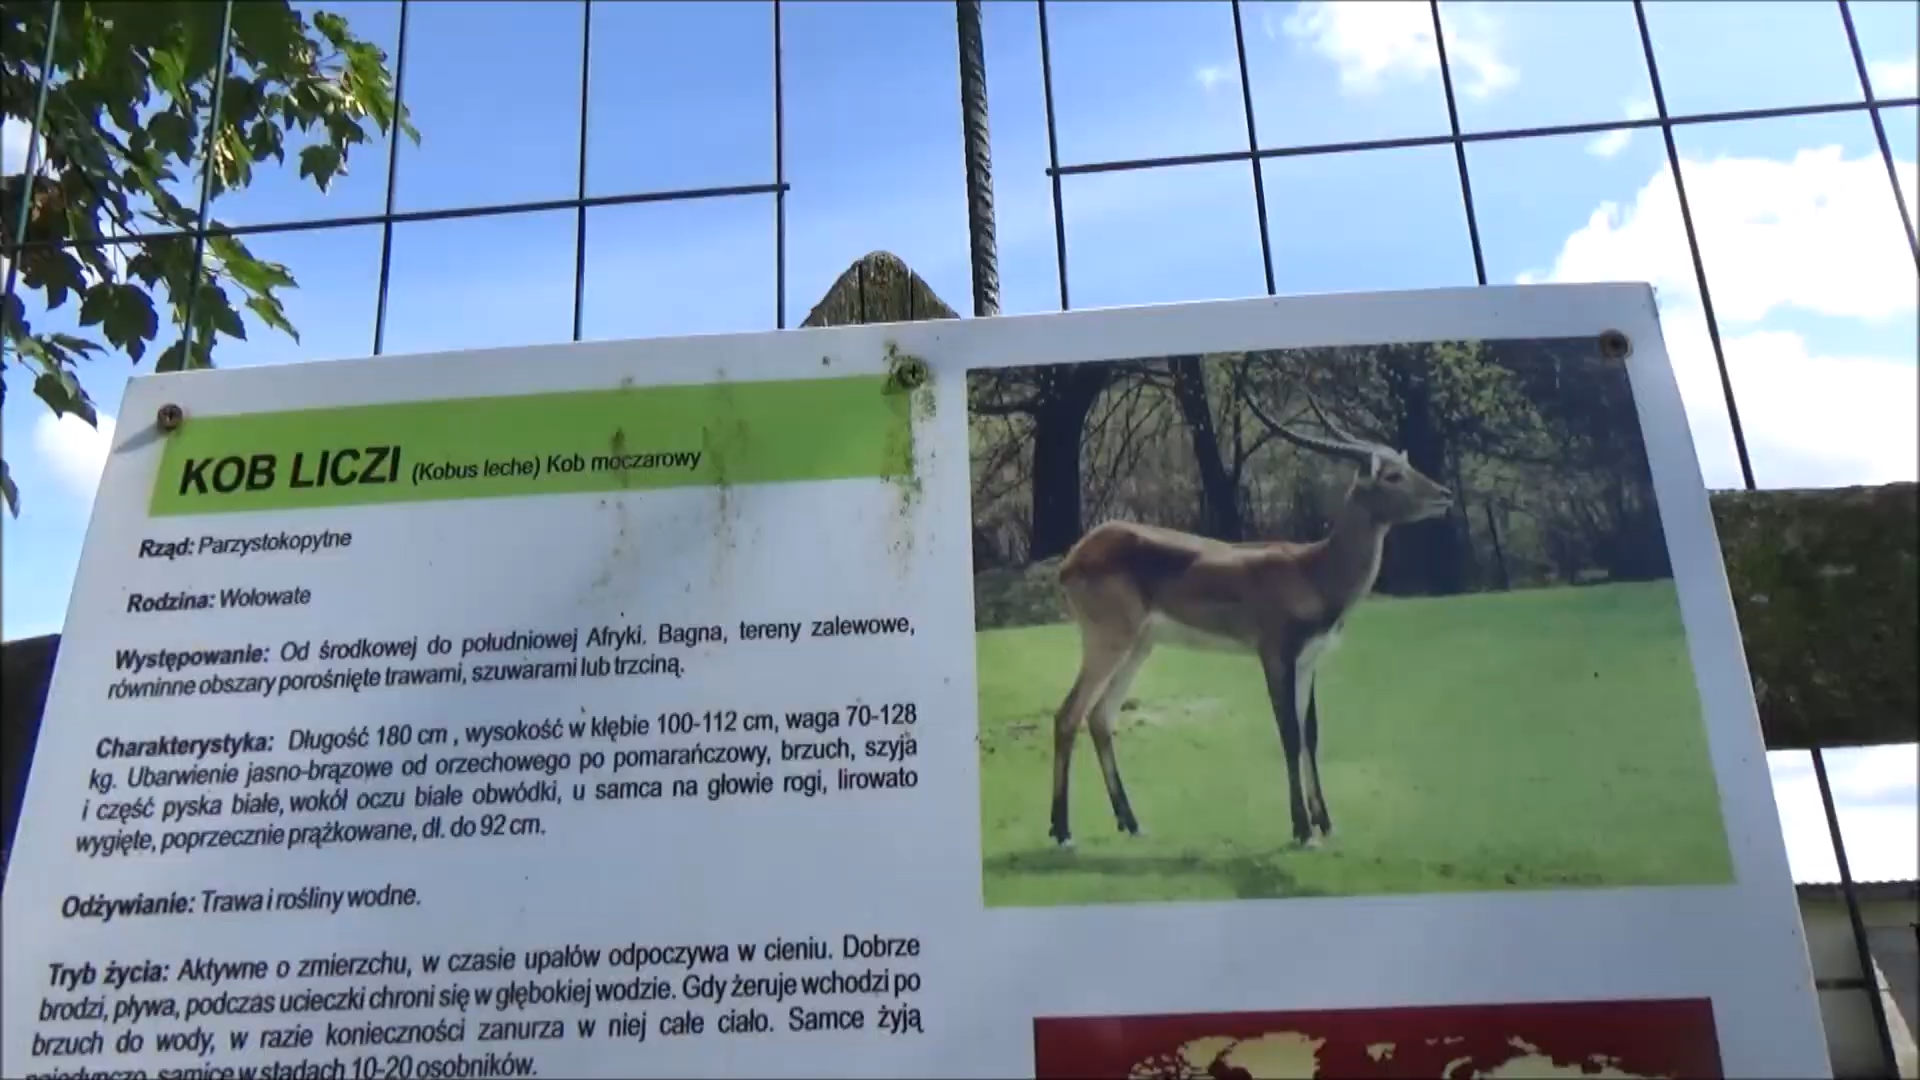 KOB LICZI (Kobus leche) Kob moczarowy
Rząd: Parzystokopytne
Rodzina: Wołowate
Występowanie: Od środkowej do południowej Afryki. Bagna, tereny zalewowe,
równinne obszary porośnięte trawami, szuwarami lub trzciną.
Charakterystyka: Długość 180 cm , wysokość w kłębie 100-112 cm, waga 70-128
kg. Ubarwienie jasno-brązowe od orzechowego po pomarańczowy, brzuch, szyja
i część pyska białe, wokół oczu białe obwódki, u samca na głowie rogi, lirowato
wygięte, poprzecznie prążkowane, dł. do 92 cm.
Odżywianie: Trawa i rośliny wodne.
Tryb życia: Aktywne o zmierzchu, w czasie upałów odpoczywa w cieniu. Dobrze
brodzi, pływa, podczas ucieczki chroni się w głębokiej wodzie. Gdy żeruje wchodzi po
brzuch do wody, w razie konieczności zanurza w niej całe ciało. Samce żyją
pojedynczo, samice w stadach 10-20 osobników.